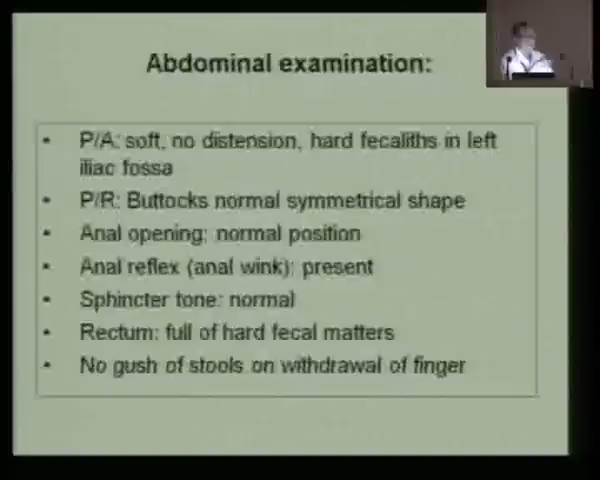 Abdominal examination:
• P/A: soft, no distension, hard fecaliths in left
iliac fossa
• P/R: Buttocks normal symmetrical shape
• Anal opening: normal position
• Anal reflex (anal wink): present
• Sphincter tone: normal
• Rectum: full of hard fecal matters
• No gush of stools on withdrawal of finger